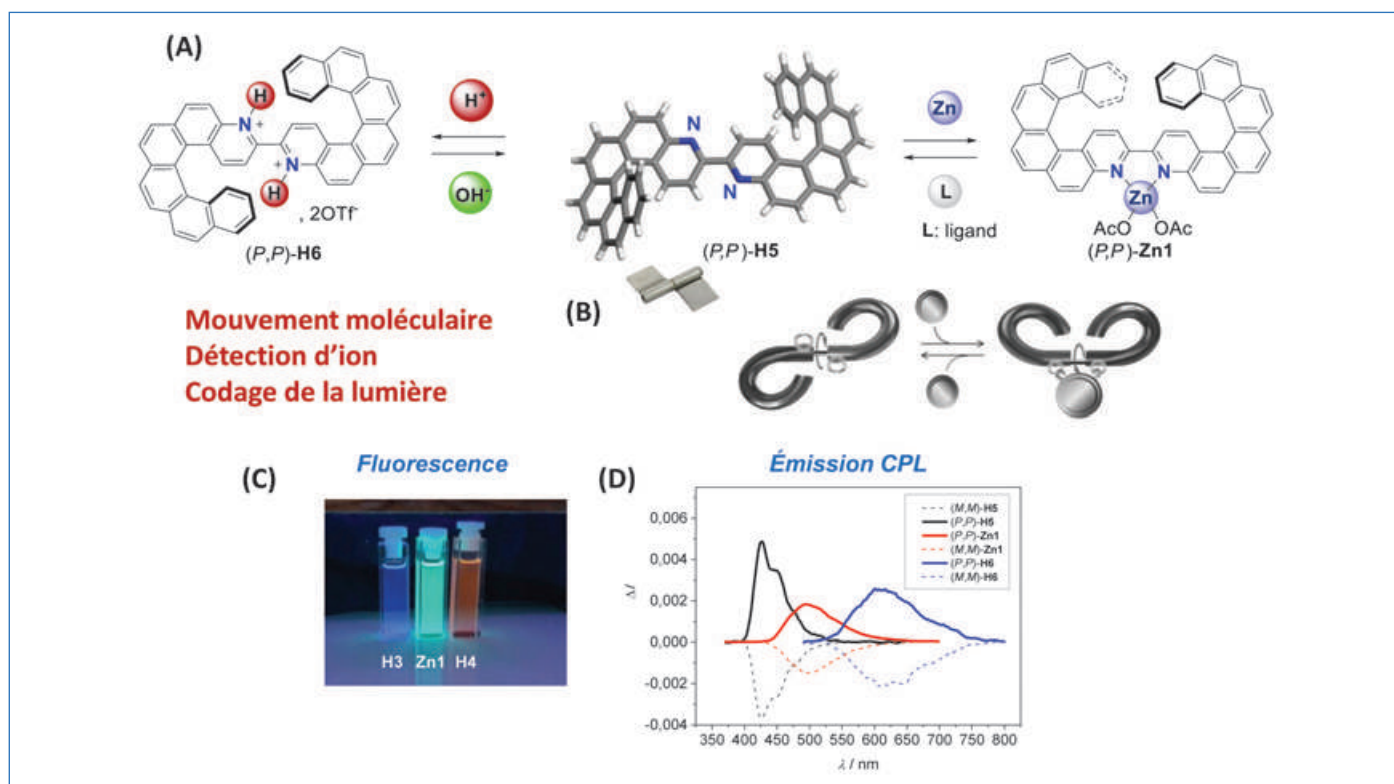 (A)
H
N
+
+
N
H
, 2OTf-
(P,P)-H6
H+
OH-
N
N
(P,P)-H5
Zn
L
L: ligand
N
N
Zn
AcO
OAc
(P,P)-Zn1
Mouvement moléculaire
Détection d'ion
Codage de la lumière
(B)
(C)
Fluorescence
H3 Zn1 H4
(D)
Émission CPL
(M,M)-H5
(P,P)-H5
(P,P)-Zn1
(M,M)-Zn1
(P,P)-H6
(M,M)-H6
ΔI
0,006
0,004
0,002
0,000
-0,002
-0,004
350 400 450 500 550 600 650 700 750 800
λ / nm